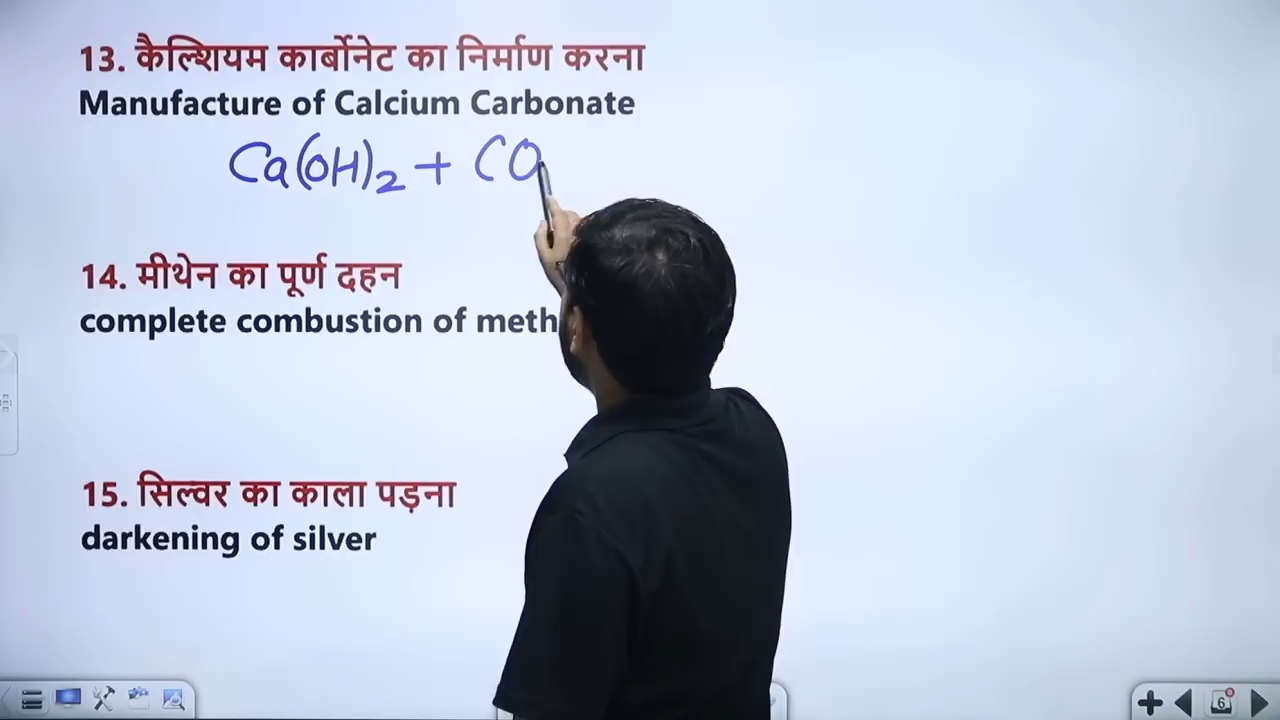 13. कैल्शियम कार्बोनेट का निर्माण करना
Manufacture of Calcium Carbonate
Ca(OH)₂ + CO
14. मीथेन का पूर्ण दहन
complete combustion of meth
15. सिल्वर का काला पड़ना
darkening of silver
6